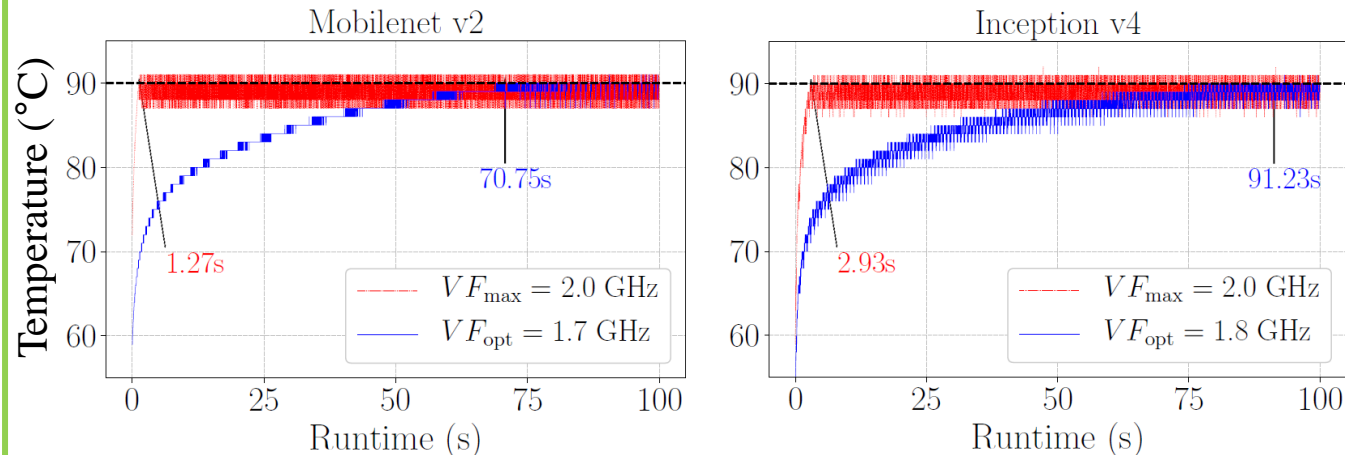 Mobilenet v2
Temperature (°C)
90
80
70
60
70.75s
1.27s
VFmax = 2.0 GHz
VFopt = 1.7 GHz
0 25 50 75 100
Runtime (s)
Inception v4
90
80
70
60
91.23s
2.93s
VFmax = 2.0 GHz
VFopt = 1.8 GHz
0 25 50 75 100
Runtime (s)